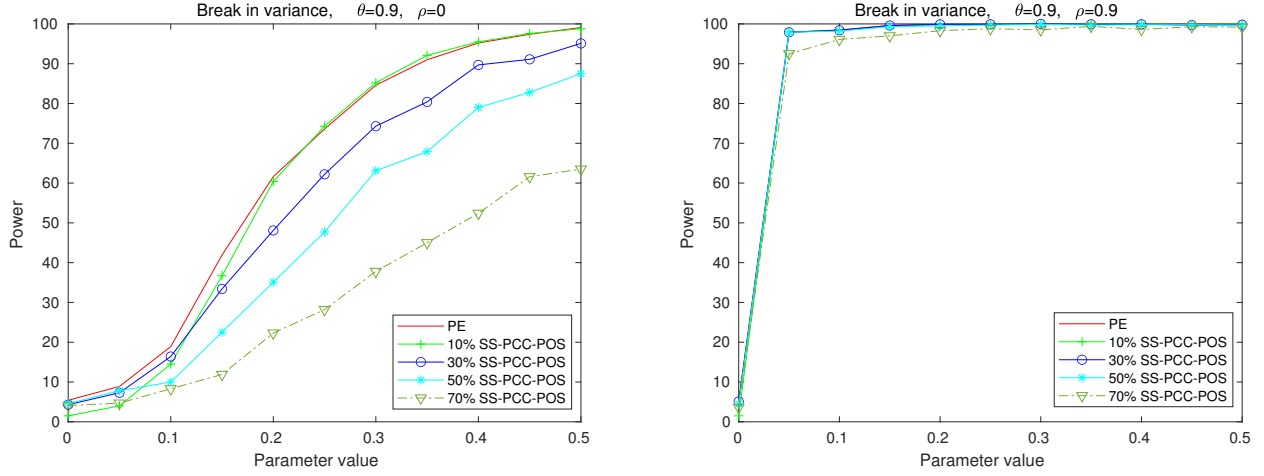 Break in variance, θ=0.9, ρ=0
100
90
80
70
60
50
40
30
20
10
0
Power
0 0.1 0.2 0.3 0.4 0.5
Parameter value
PE
10% SS-PCC-POS
30% SS-PCC-POS
50% SS-PCC-POS
70% SS-PCC-POS
Break in variance, θ=0.9, ρ=0.9
100
90
80
70
60
50
40
30
20
10
0
Power
0 0.1 0.2 0.3 0.4 0.5
Parameter value
PE
10% SS-PCC-POS
30% SS-PCC-POS
50% SS-PCC-POS
70% SS-PCC-POS